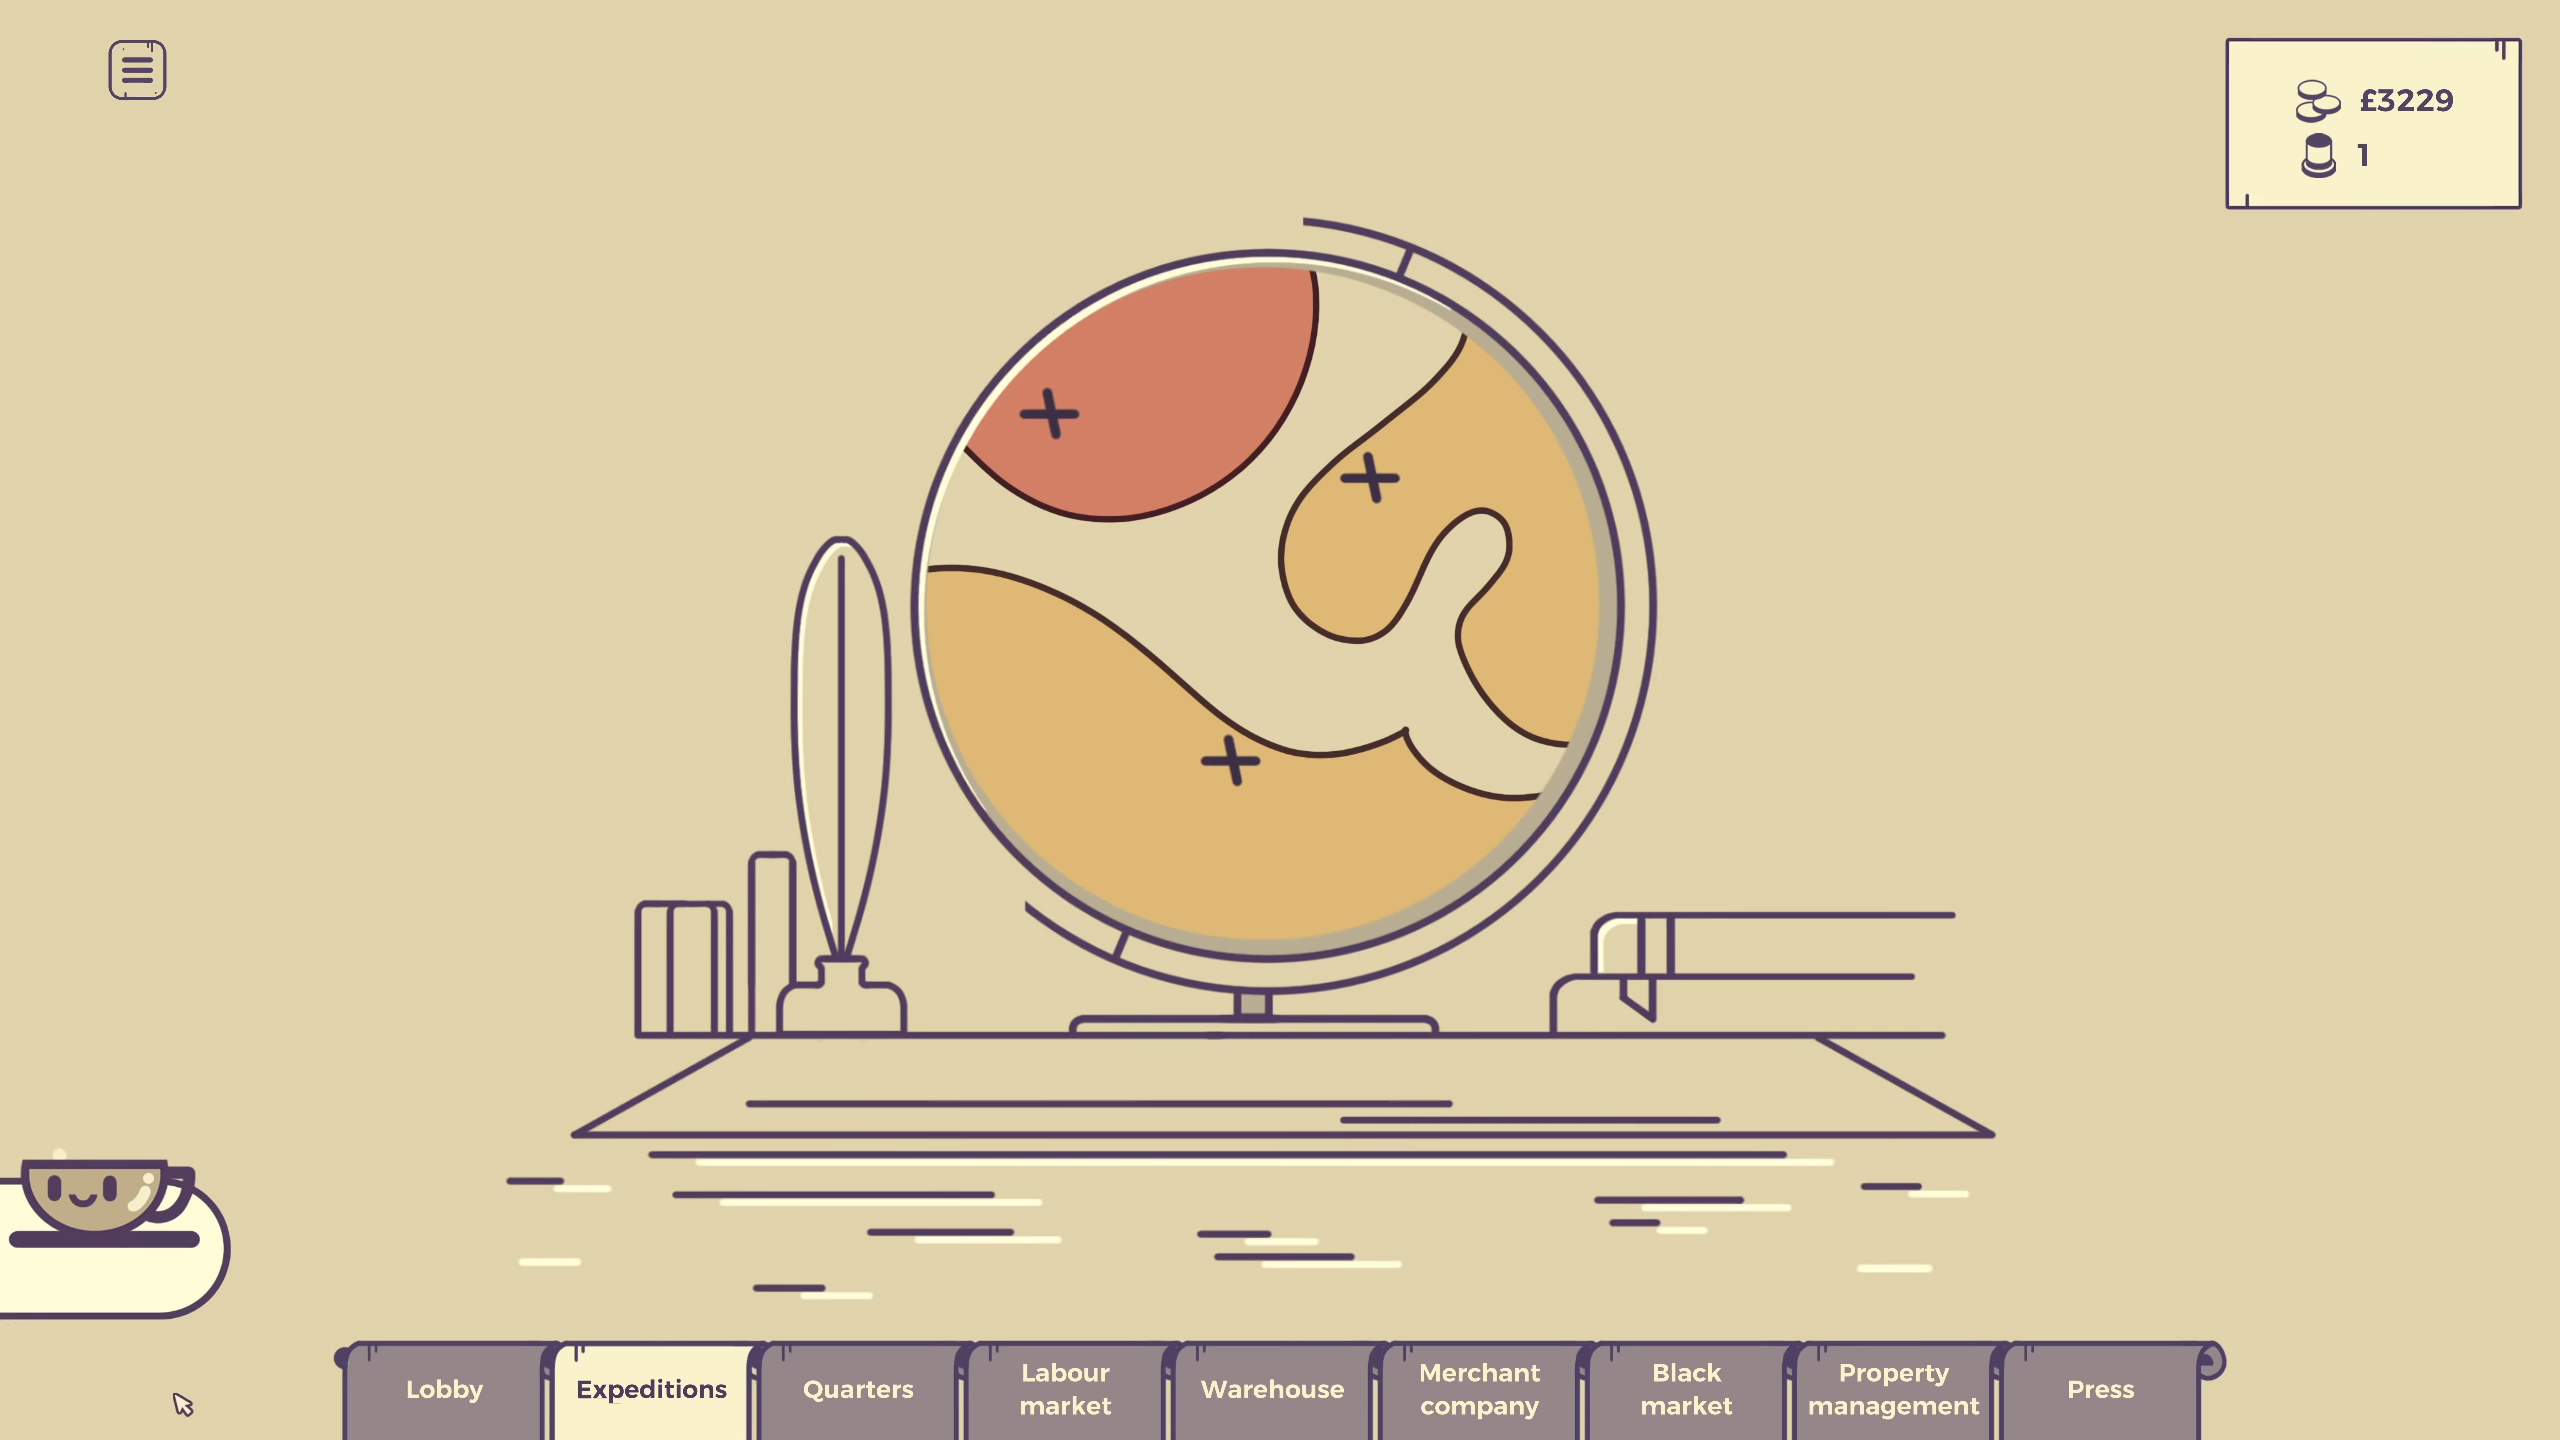 £3229
1
Lobby
Expeditions
Quarters
Labour
market
Warehouse
Merchant
company
Black
market
Property
management
Press